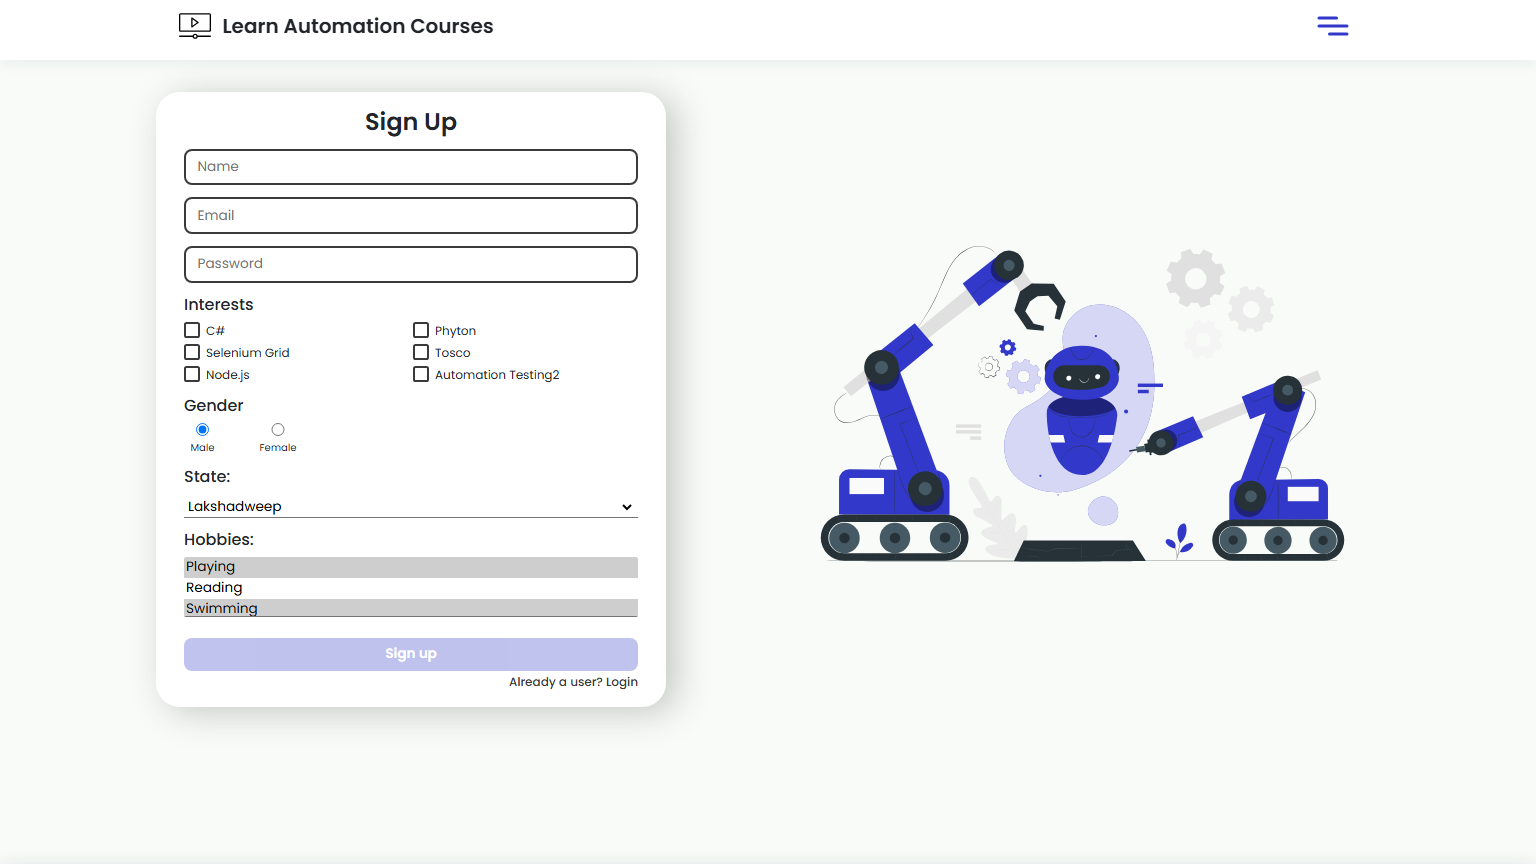 Learn Automation Courses
Sign Up
Name
Email
Password
Interests
C# Phyton
Selenium Grid Tosco
Node.js Automation Testing2
Gender
Male Female
State:
Lakshadweep
Hobbies:
Playing
Reading
Swimming
Sign up
Already a user? Login